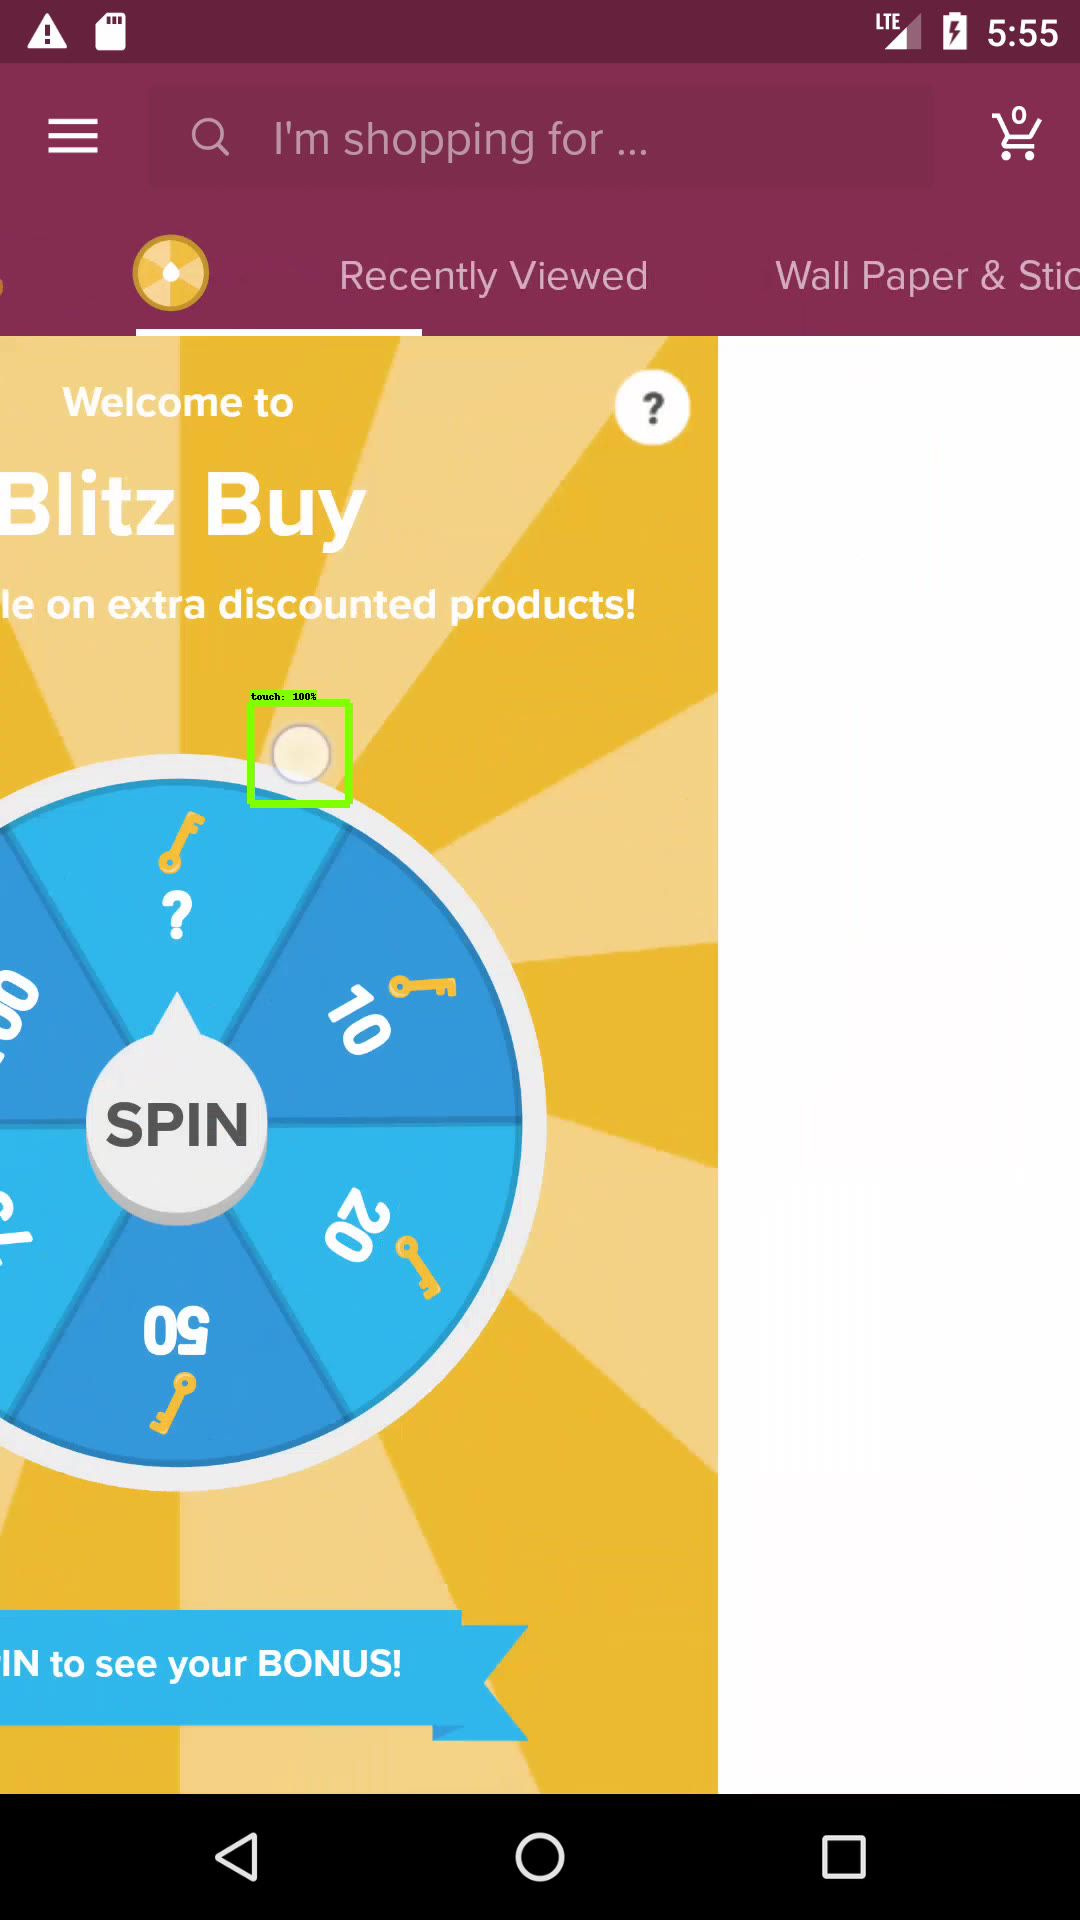 LTE 5:55
I'm shopping for ... 0
Recently Viewed Wall Paper & Stic
Welcome to
?
Blitz Buy
le on extra discounted products!
touch: 100%
?
10
00
SPIN
20
50
IN to see your BONUS!